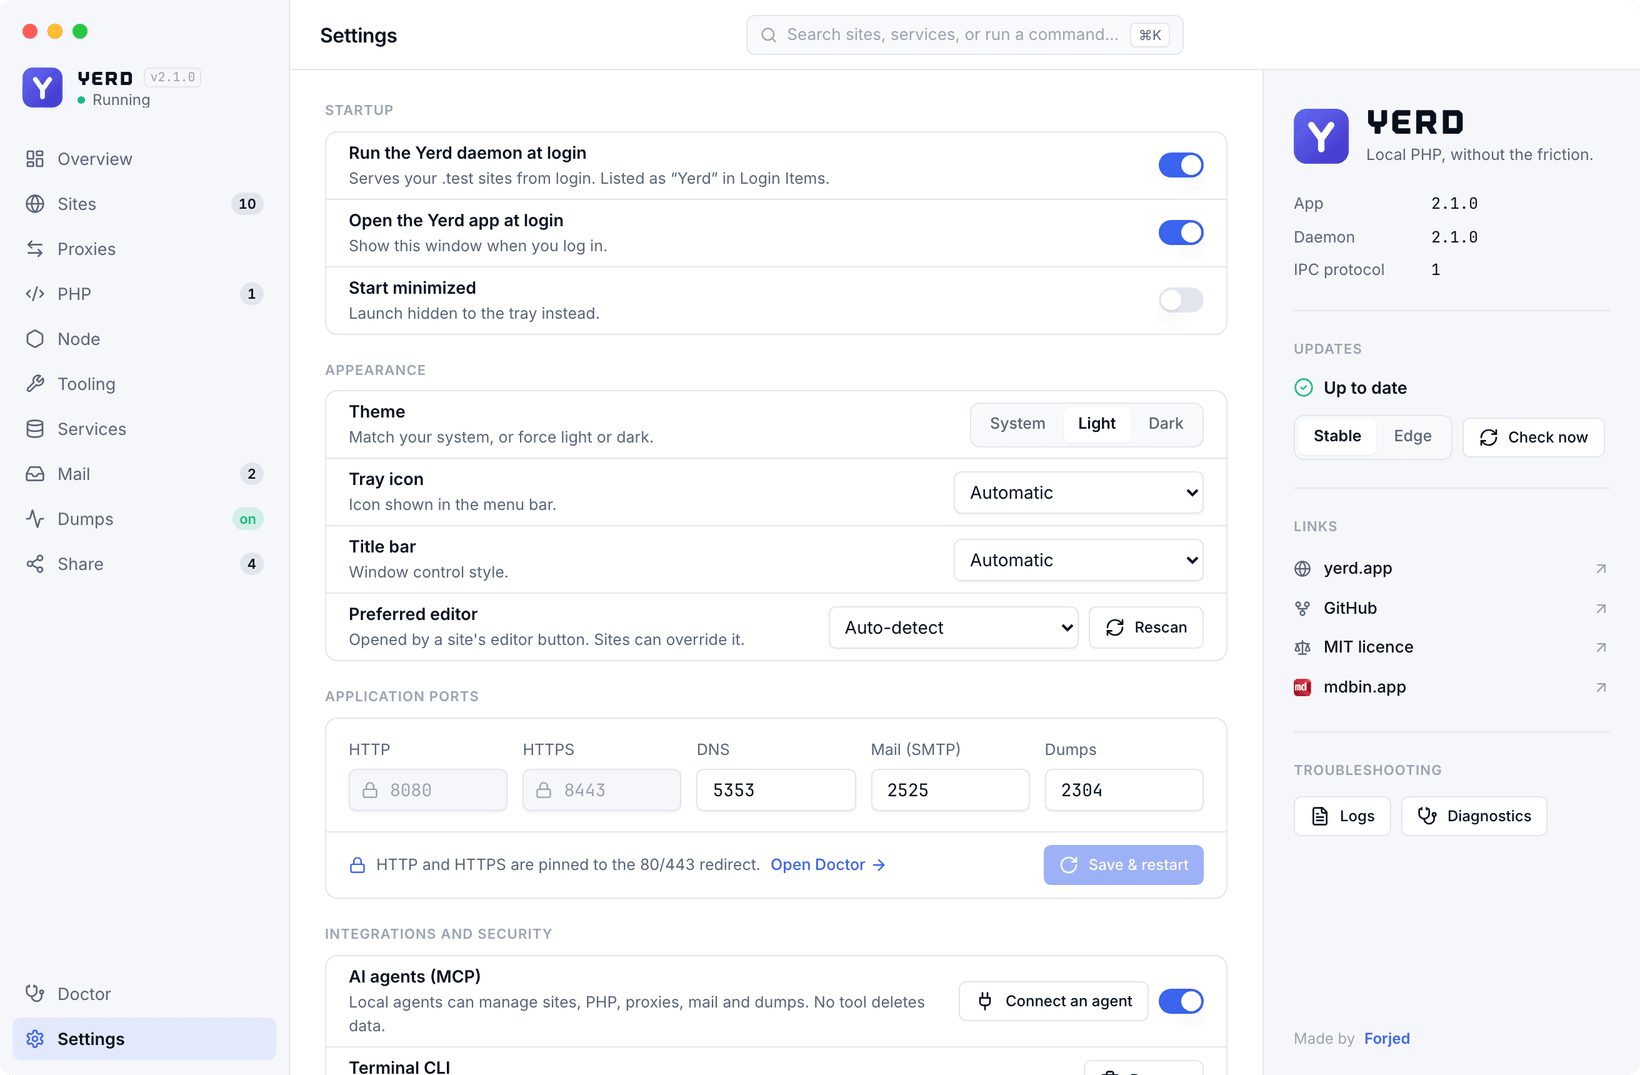 Settings
Search sites, services, or run a command...
⌘K
YERD
v2.1.0
Running
Overview
Sites
10
Proxies
PHP
1
Node
Tooling
Services
Mail
2
Dumps
on
Share
4
Doctor
Settings
STARTUP
Run the Yerd daemon at login
Serves your .test sites from login. Listed as “Yerd” in Login Items.
Open the Yerd app at login
Show this window when you log in.
Start minimized
Launch hidden to the tray instead.
APPEARANCE
Theme
Match your system, or force light or dark.
System
Light
Dark
Tray icon
Icon shown in the menu bar.
Automatic
Title bar
Window control style.
Automatic
Preferred editor
Opened by a site's editor button. Sites can override it.
Auto-detect
Rescan
APPLICATION PORTS
HTTP
8080
HTTPS
8443
DNS
5353
Mail (SMTP)
2525
Dumps
2304
HTTP and HTTPS are pinned to the 80/443 redirect.
Open Doctor →
Save & restart
INTEGRATIONS AND SECURITY
AI agents (MCP)
Local agents can manage sites, PHP, proxies, mail and dumps. No tool deletes
data.
Connect an agent
Terminal CLI
Y
YERD
Local PHP, without the friction.
App
2.1.0
Daemon
2.1.0
IPC protocol
1
UPDATES
Up to date
Stable
Edge
Check now
LINKS
yerd.app
GitHub
MIT licence
md
mdbin.app
TROUBLESHOOTING
Logs
Diagnostics
Made by Forjed